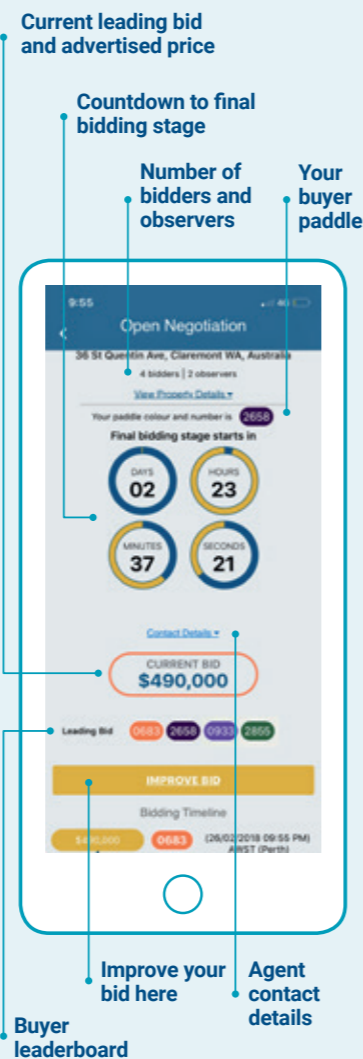 Current leading bid
and advertised price
Countdown to final
bidding stage
Number of
bidders and
observers
Your
buyer
paddle
9:55
4G
Open Negotiation
36 St Quentin Ave, Claremont WA, Australia
4 bidders | 2 observers
View Property Details
Your paddle colour and number is 2658
Final bidding stage starts in
DAYS
02
HOURS
23
MINUTES
37
SECONDS
21
Contact Details
CURRENT BID
$490,000
Leading Bid 0683 2658 0933 2855
IMPROVE BID
Bidding Timeline
$490,000 0683 (26/02/2018 09:55 PM)
AWST (Perth)
Improve your
bid here
Agent
contact
details
Buyer
leaderboard